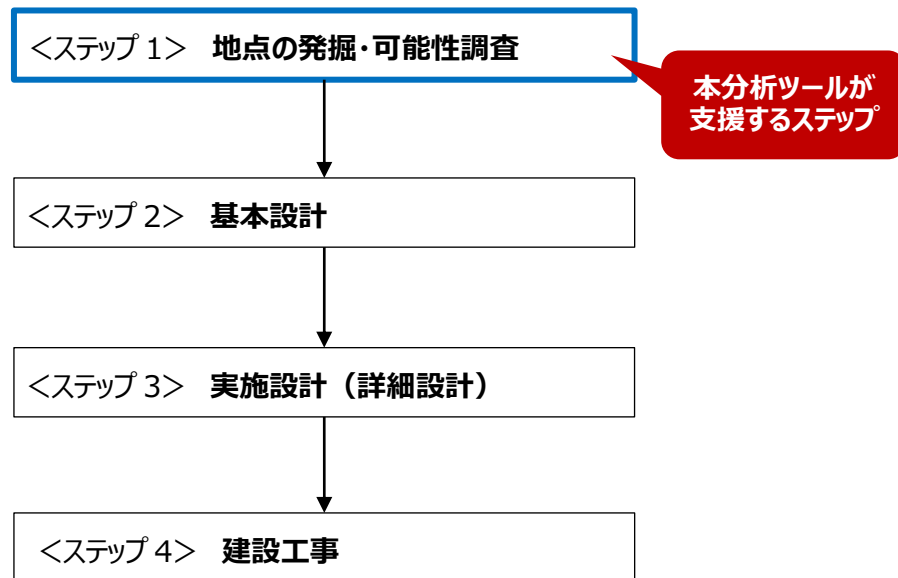 ＜ステップ 1＞ 地点の発掘・可能性調査
本分析ツールが
支援するステップ
＜ステップ 2＞ 基本設計
＜ステップ 3＞ 実施設計（詳細設計）
＜ステップ 4＞ 建設工事